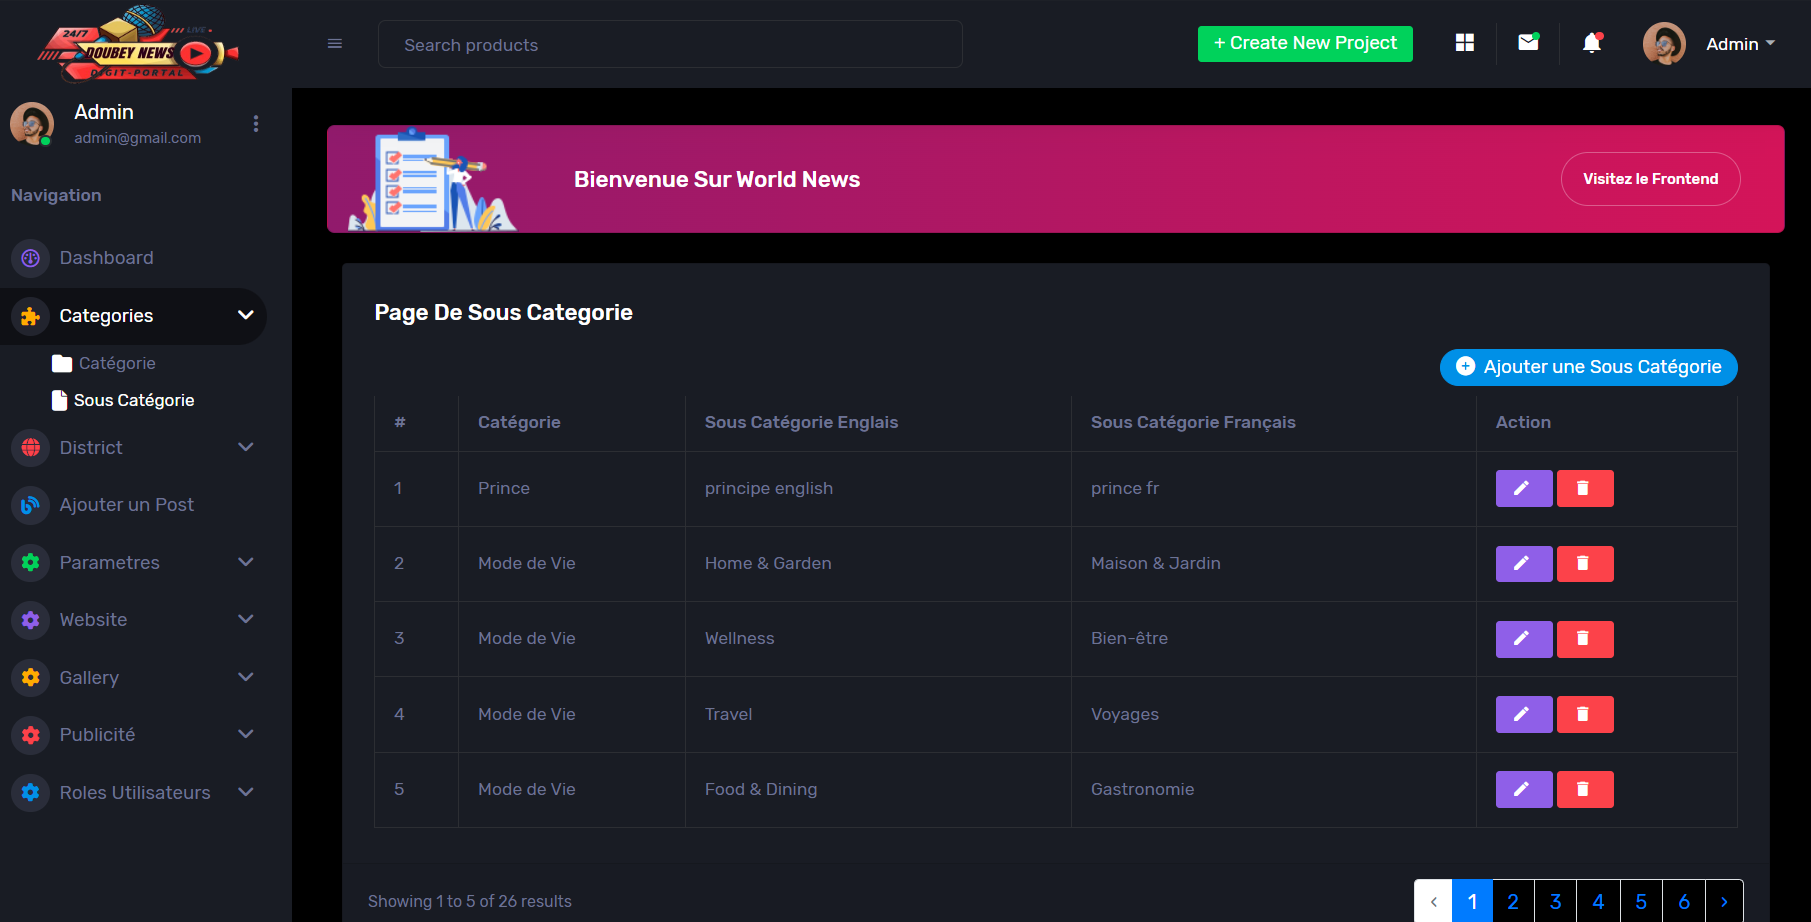 24/7
LIVE
DOUBEY NEWS
DIGIT-PORTAL
Search products
+ Create New Project
Admin
Admin
admin@gmail.com
Navigation
Dashboard
Categories
Catégorie
Sous Catégorie
District
Ajouter un Post
Parametres
Website
Gallery
Publicité
Roles Utilisateurs
Bienvenue Sur World News
Visitez le Frontend
Page De Sous Categorie
Ajouter une Sous Catégorie
# Catégorie Sous Catégorie Englais Sous Catégorie Français Action
1 Prince principe english prince fr
2 Mode de Vie Home & Garden Maison & Jardin
3 Mode de Vie Wellness Bien-être
4 Mode de Vie Travel Voyages
5 Mode de Vie Food & Dining Gastronomie
Showing 1 to 5 of 26 results
‹ 1 2 3 4 5 6 ›